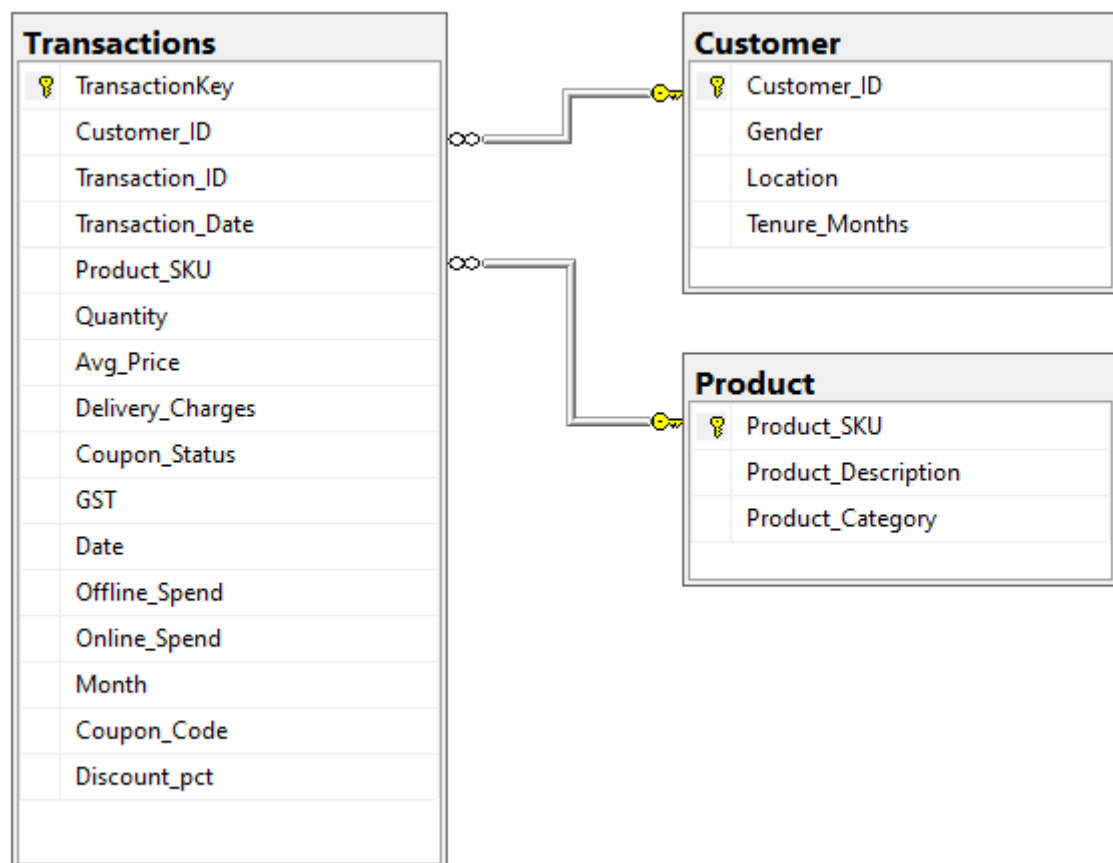 Transactions
TransactionKey
Customer_ID
Transaction_ID
Transaction_Date
Product_SKU
Quantity
Avg_Price
Delivery_Charges
Coupon_Status
GST
Date
Offline_Spend
Online_Spend
Month
Coupon_Code
Discount_pct
Customer
Customer_ID
Gender
Location
Tenure_Months
Product
Product_SKU
Product_Description
Product_Category